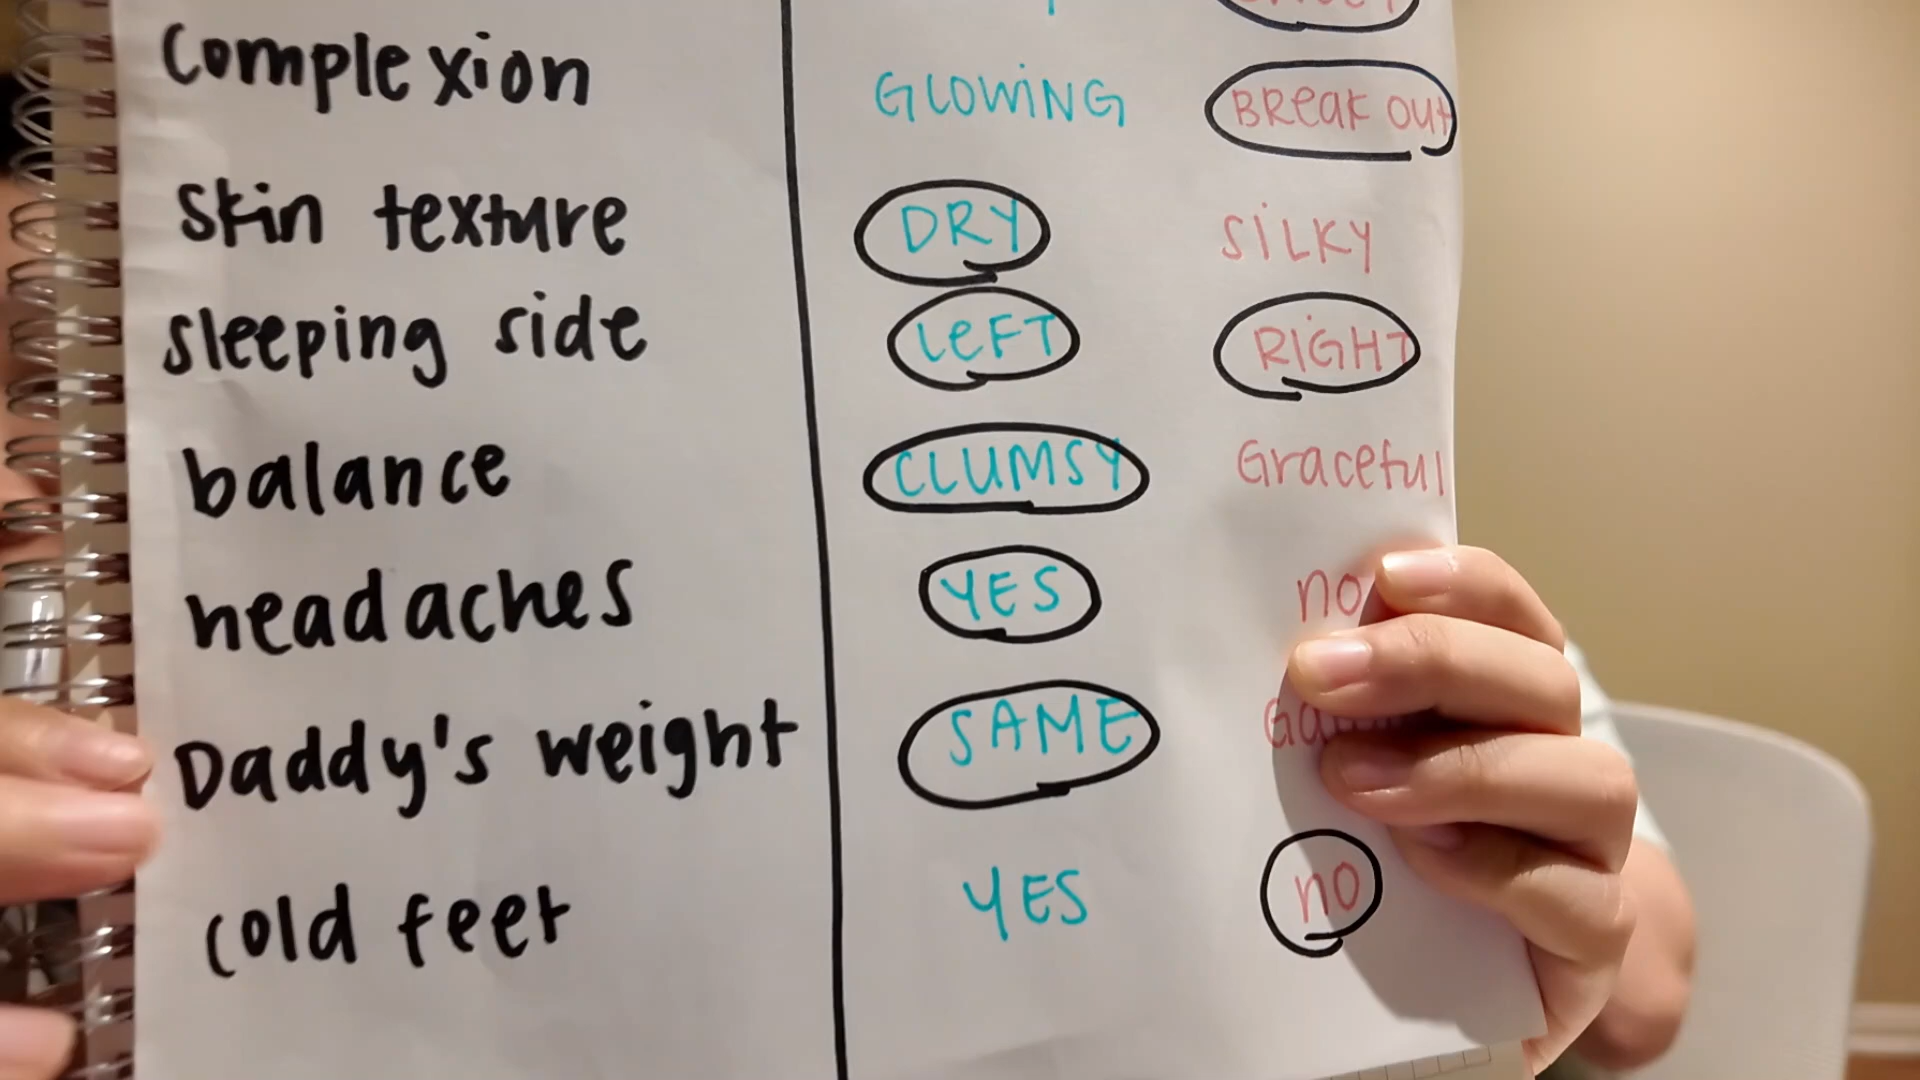 complexion GLOWING BReak OUt
skin texture DRY SiLKY
sleeping side LeFT RiGHT
balance CLUMSY Graceful
headaches YES no
Daddy's weight SAME
cold feet YES no